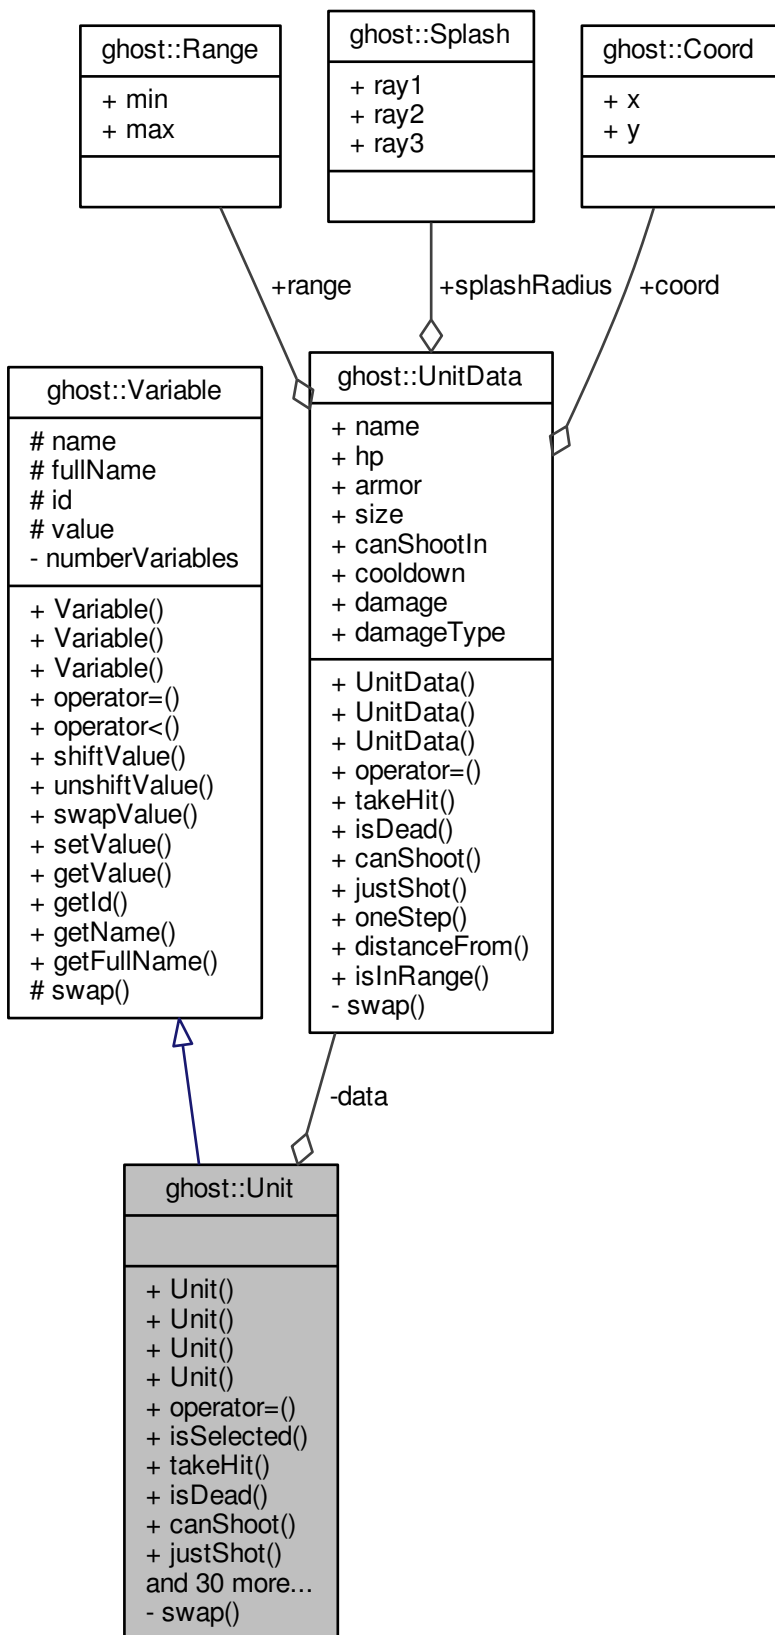 ghost::Range
+ min
+ max
ghost::Splash
+ ray1
+ ray2
+ ray3
ghost::Coord
+ x
+ y
+range
+splashRadius
+coord
ghost::Variable
# name
# fullName
# id
# value
- numberVariables
+ Variable()
+ Variable()
+ Variable()
+ operator=()
+ operator<()
+ shiftValue()
+ unshiftValue()
+ swapValue()
+ setValue()
+ getValue()
+ getId()
+ getName()
+ getFullName()
# swap()
ghost::UnitData
+ name
+ hp
+ armor
+ size
+ canShootIn
+ cooldown
+ damage
+ damageType
+ UnitData()
+ UnitData()
+ UnitData()
+ operator=()
+ takeHit()
+ isDead()
+ canShoot()
+ justShot()
+ oneStep()
+ distanceFrom()
+ isInRange()
- swap()
-data
ghost::Unit
+ Unit()
+ Unit()
+ Unit()
+ Unit()
+ operator=()
+ isSelected()
+ takeHit()
+ isDead()
+ canShoot()
+ justShot()
and 30 more...
- swap()